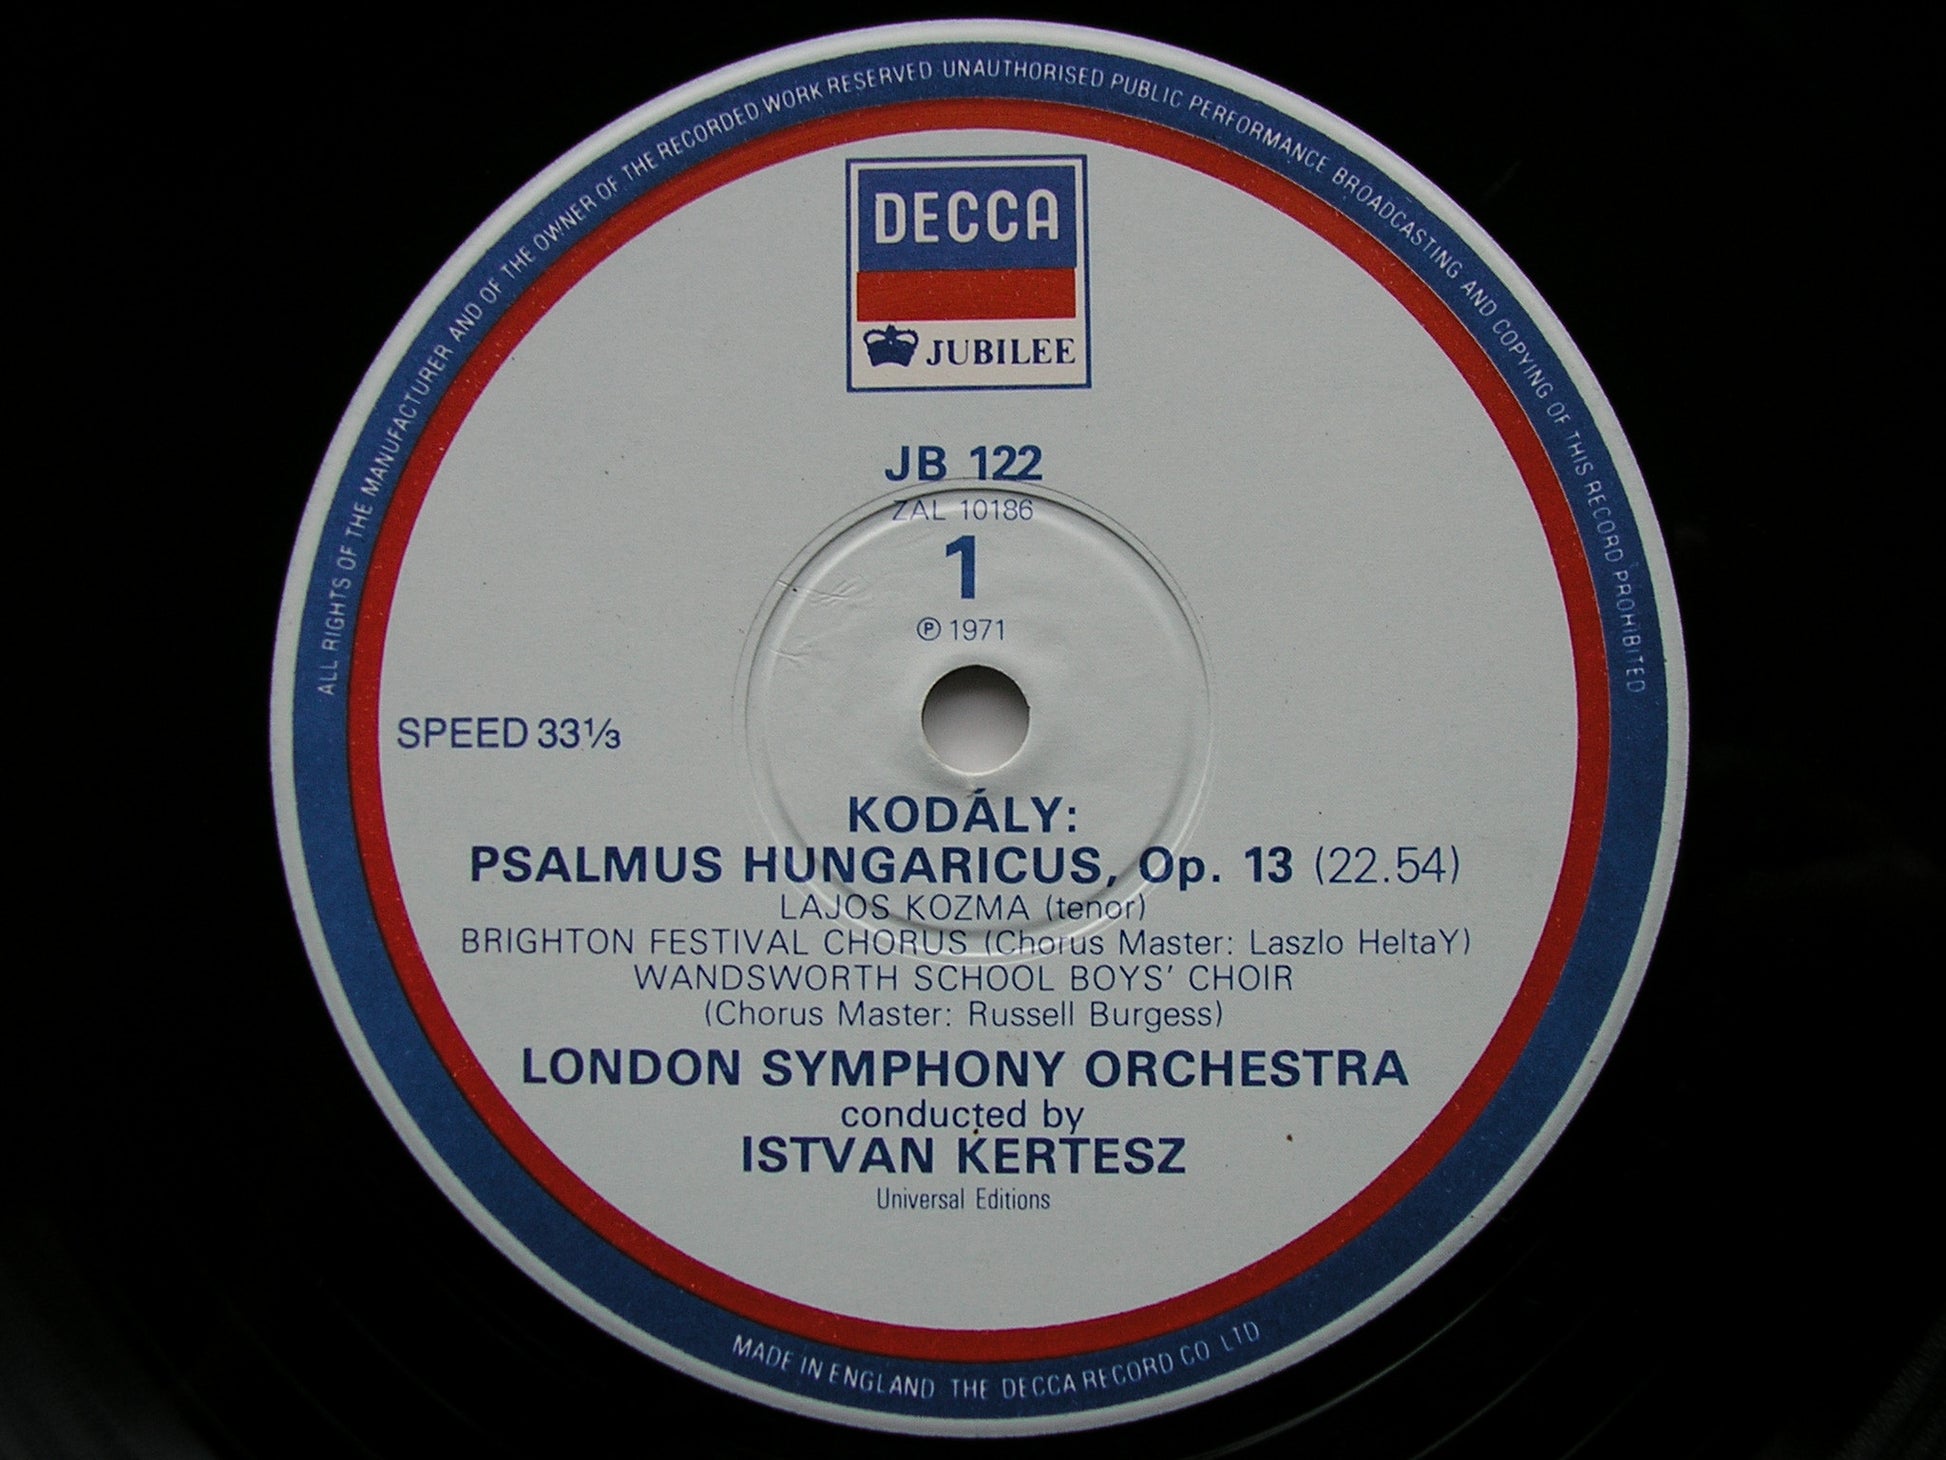 ALL RIGHTS OF THE MANUFACTURER AND OF THE OWNER OF THE RECORDED WORK RESERVED UNAUTHORISED PUBLIC PERFORMANCE BROADCASTING AND COPYING OF THIS RECORD PROHIBITED
DECCA
JUBILEE
JB 122
ZAL 10186
1
℗ 1971
SPEED 33⅓
KODÁLY:
PSALMUS HUNGARICUS, Op. 13 (22.54)
LAJOS KOZMA (tenor)
BRIGHTON FESTIVAL CHORUS (Chorus Master: Laszlo HeltaY)
WANDSWORTH SCHOOL BOYS' CHOIR
(Chorus Master: Russell Burgess)
LONDON SYMPHONY ORCHESTRA
conducted by
ISTVAN KERTESZ
Universal Editions
MADE IN ENGLAND THE DECCA RECORD CO LTD